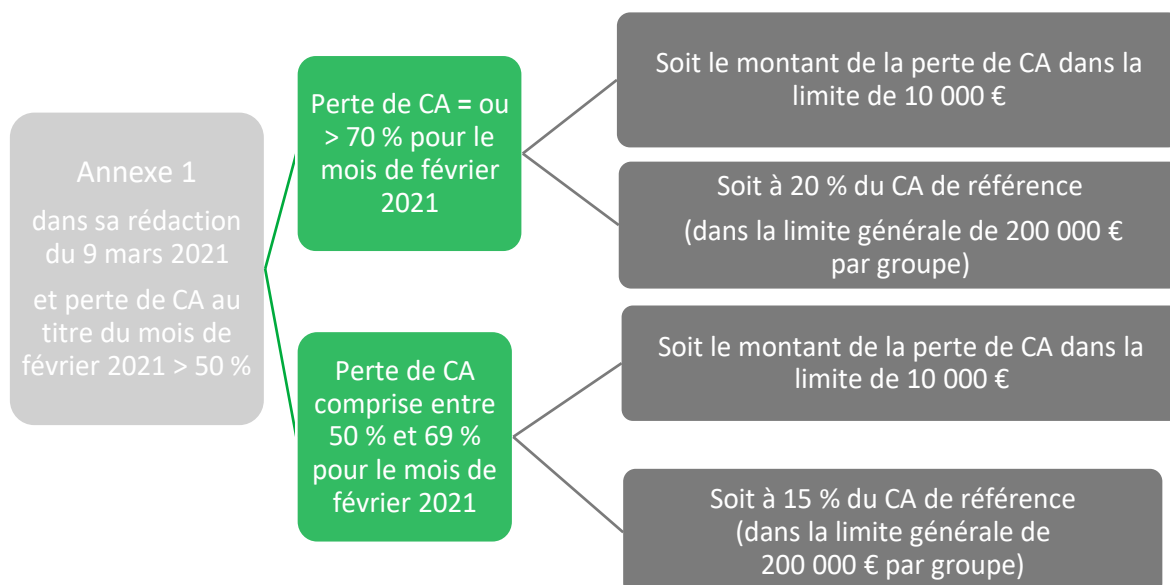 Annexe 1
dans sa rédaction
du 9 mars 2021
et perte de CA au
titre du mois de
février 2021 > 50 %
Perte de CA = ou
> 70 % pour le
mois de février
2021
Soit le montant de la perte de CA dans la
limite de 10 000 €
Soit à 20 % du CA de référence
(dans la limite générale de 200 000 €
par groupe)
Perte de CA
comprise entre
50 % et 69 %
pour le mois de
février 2021
Soit le montant de la perte de CA dans la
limite de 10 000 €
Soit à 15 % du CA de référence
(dans la limite générale de
200 000 € par groupe)